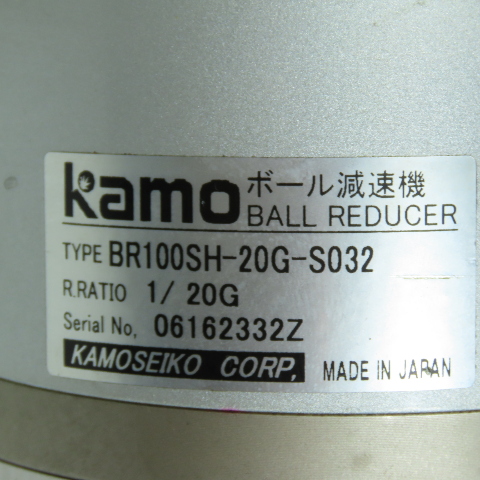 kamo ボール減速機
BALL REDUCER
TYPE BR100SH-20G-S032
R.RATIO 1/ 20G
Serial No. 06162332Z
KAMOSEIKO CORP. MADE IN JAPAN